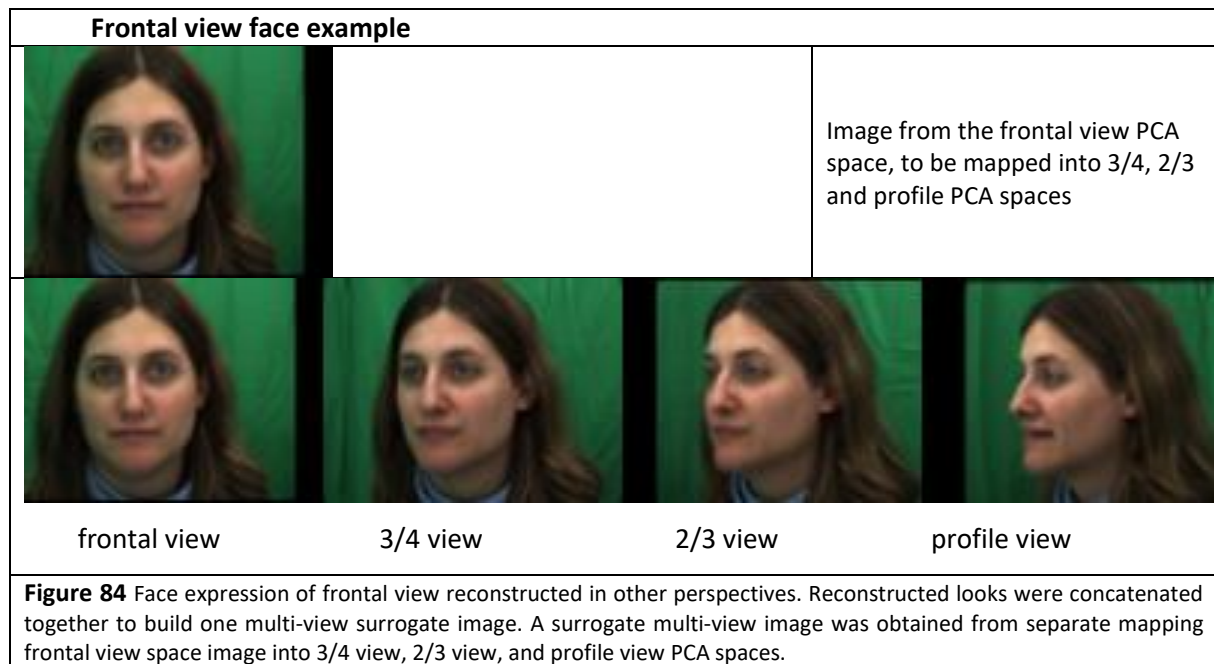 Frontal view face example
Image from the frontal view PCA
space, to be mapped into 3/4, 2/3
and profile PCA spaces
frontal view 3/4 view 2/3 view profile view
Figure 84 Face expression of frontal view reconstructed in other perspectives. Reconstructed looks were concatenated
together to build one multi-view surrogate image. A surrogate multi-view image was obtained from separate mapping
frontal view space image into 3/4 view, 2/3 view, and profile view PCA spaces.